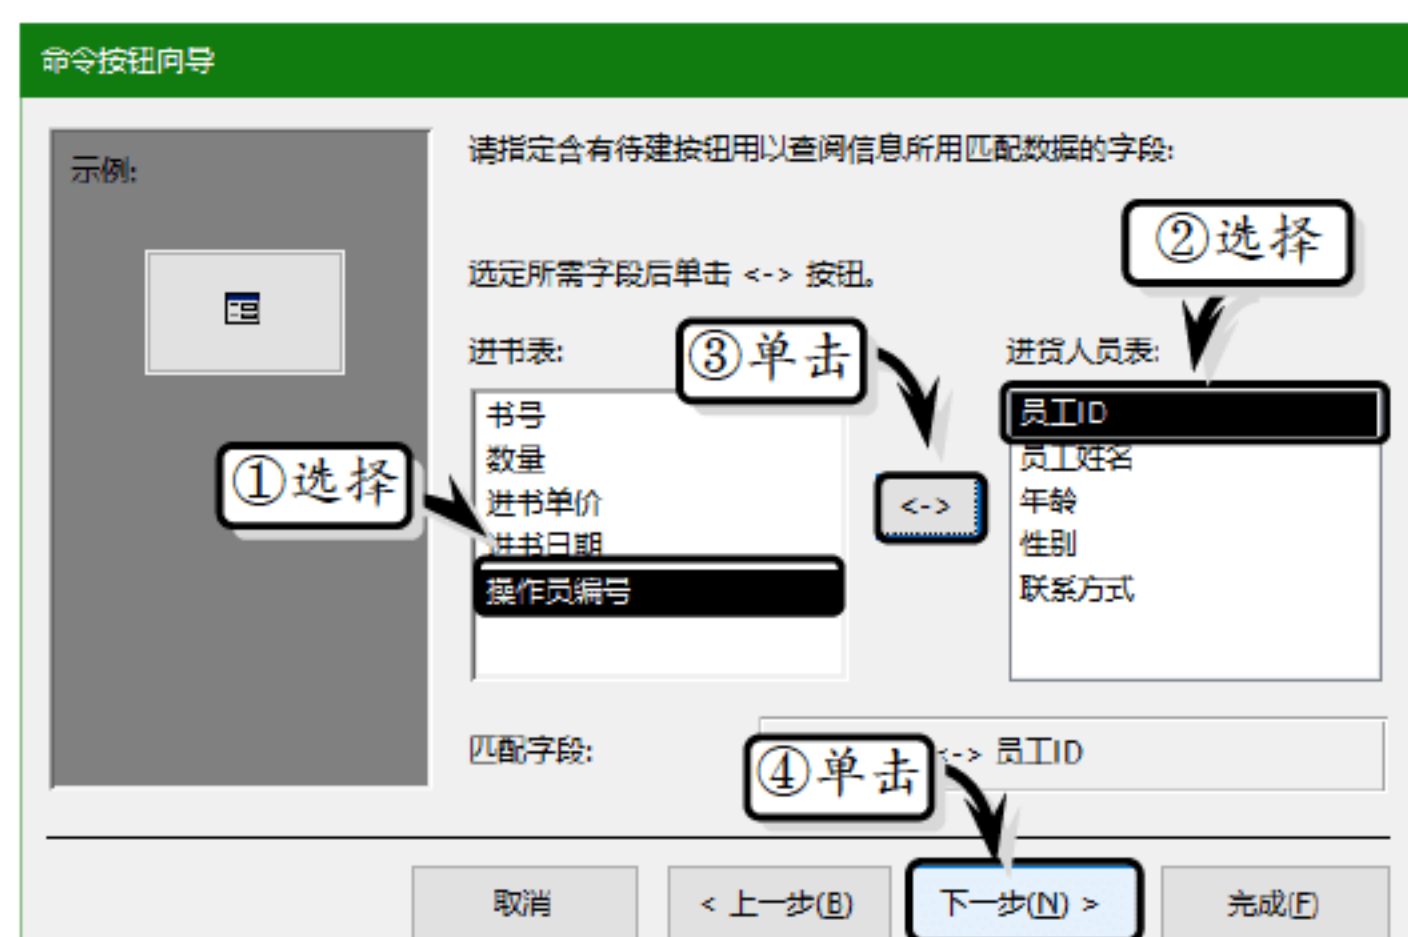 命令按钮向导
示例:
请指定含有待建按钮用以查阅信息所用匹配数据的字段:
②选择
选定所需字段后单击 <-> 按钮。
进书表:
③单击
进货人员表:
书号
数量
进书单价
进书日期
操作员编号
①选择
<->
员工ID
员工姓名
年龄
性别
联系方式
匹配字段:
④单击
<-> 员工ID
取消
< 上一步(B)
下一步(N) >
完成(F)